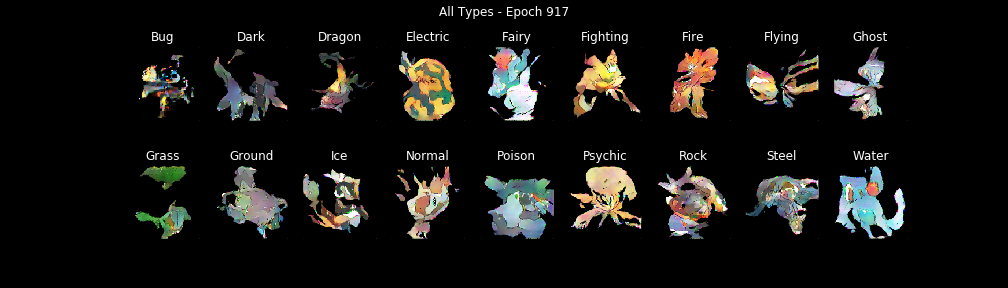 All Types - Epoch 917
Bug Dark Dragon Electric Fairy Fighting Fire Flying Ghost
Grass Ground Ice Normal Poison Psychic Rock Steel Water